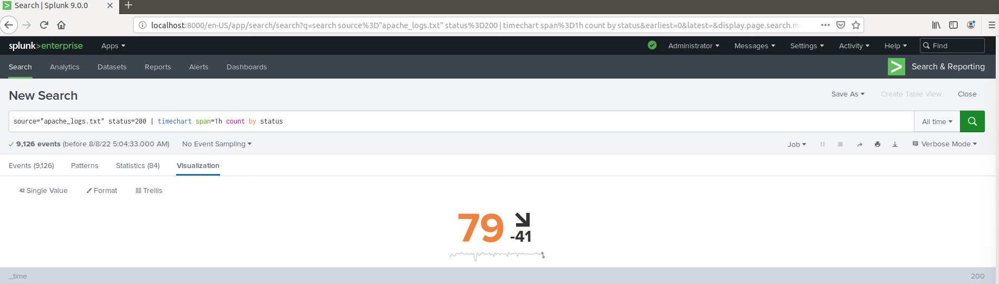 Search | Splunk 9.0.0
localhost:8000/en-US/app/search/search?q=search source%3D"apache_logs.txt" status%3D200 | timechart span%3D1h count by status&earliest=0&latest=&display.page.search.m
splunk>enterprise Apps Administrator Messages Settings Activity Help Find
Search Analytics Datasets Reports Alerts Dashboards Search & Reporting
New Search Save As Create Table View Close
source="apache_logs.txt" status=200 | timechart span=1h count by status All time
9,126 events (before 8/8/22 5:04:33.000 AM) No Event Sampling Job Verbose Mode
Events (9,126) Patterns Statistics (84) Visualization
42 Single Value Format Trellis
79 -41
_time 200